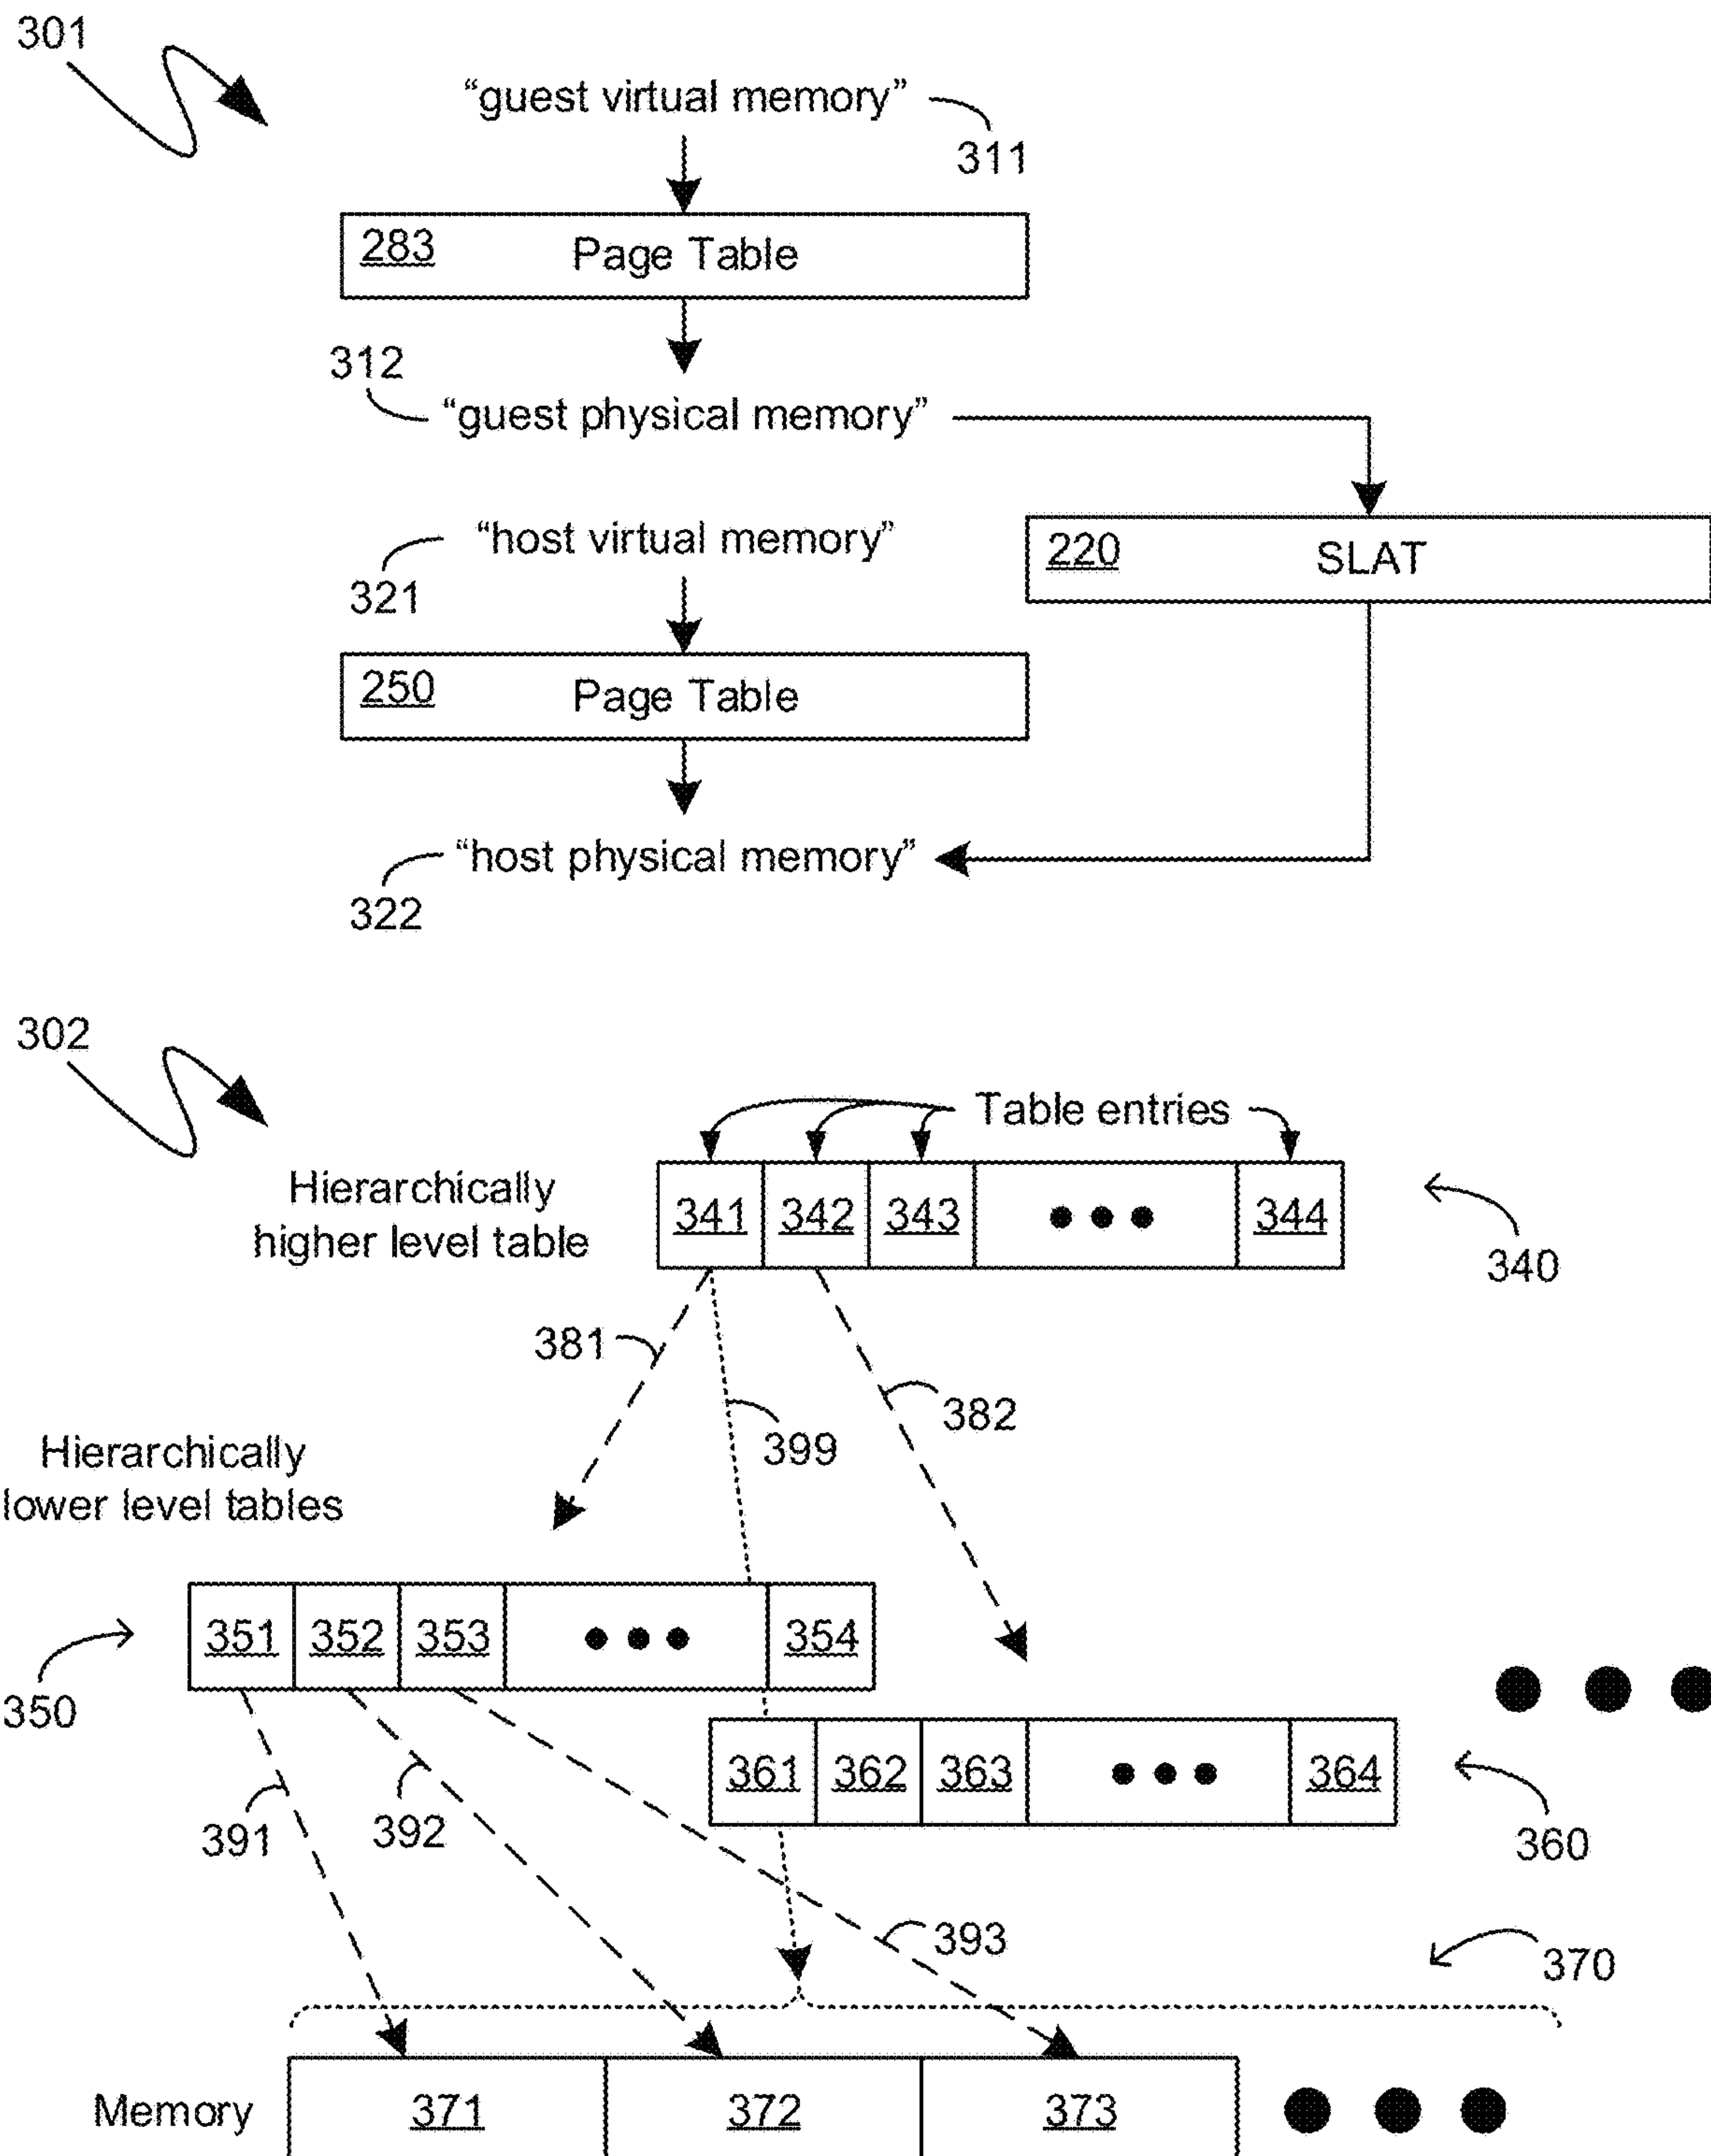 301
“guest virtual memory”
311
283 Page Table
312
“guest physical memory”
“host virtual memory”
321
220 SLAT
250 Page Table
“host physical memory”
322
302
Table entries
Hierarchically
higher level table
341 342 343 344
340
381
399
382
Hierarchically
lower level tables
351 352 353 354
350
361 362 363 364
360
391
392
393
370
Memory 371 372 373